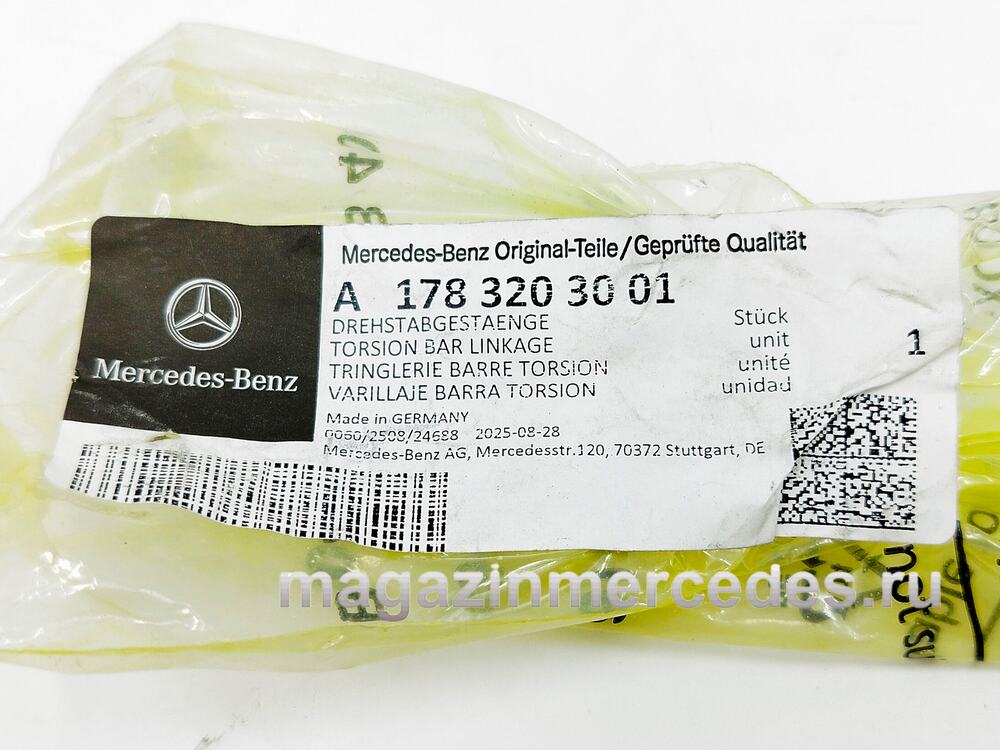 Mercedes-Benz Original-Teile/Geprüfte Qualität
A 178 320 30 01
DREHSTABGESTAENGE Stück
TORSION BAR LINKAGE unit 1
TRINGLERIE BARRE TORSION unité
VARILLAJE BARRA TORSION unidad
Mercedes-Benz
Made in GERMANY
0060/2508/24688 2025-08-28
Mercedes-Benz AG, Mercedesstr.120, 70372 Stuttgart, DE
magazinmercedes.ru